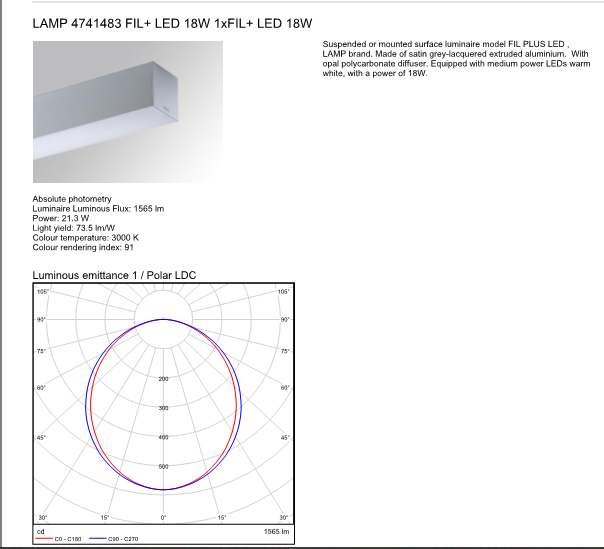 LAMP 4741483 FIL+ LED 18W 1xFIL+ LED 18W
Suspended or mounted surface luminaire model FIL PLUS LED ,
LAMP brand. Made of satin grey-lacquered extruded aluminium. With
opal polycarbonate diffuser. Equipped with medium power LEDs warm
white, with a power of 18W.
Absolute photometry
Luminaire Luminous Flux: 1565 lm
Power: 21.3 W
Light yield: 73.5 lm/W
Colour temperature: 3000 K
Colour rendering index: 91
Luminous emittance 1 / Polar LDC
105° 105°
90° 90°
75° 75°
60° 60°
200
300
45° 400 45°
500
30° 15° 0° 15° 30°
cd 1565 lm
C0 - C180 C90 - C270